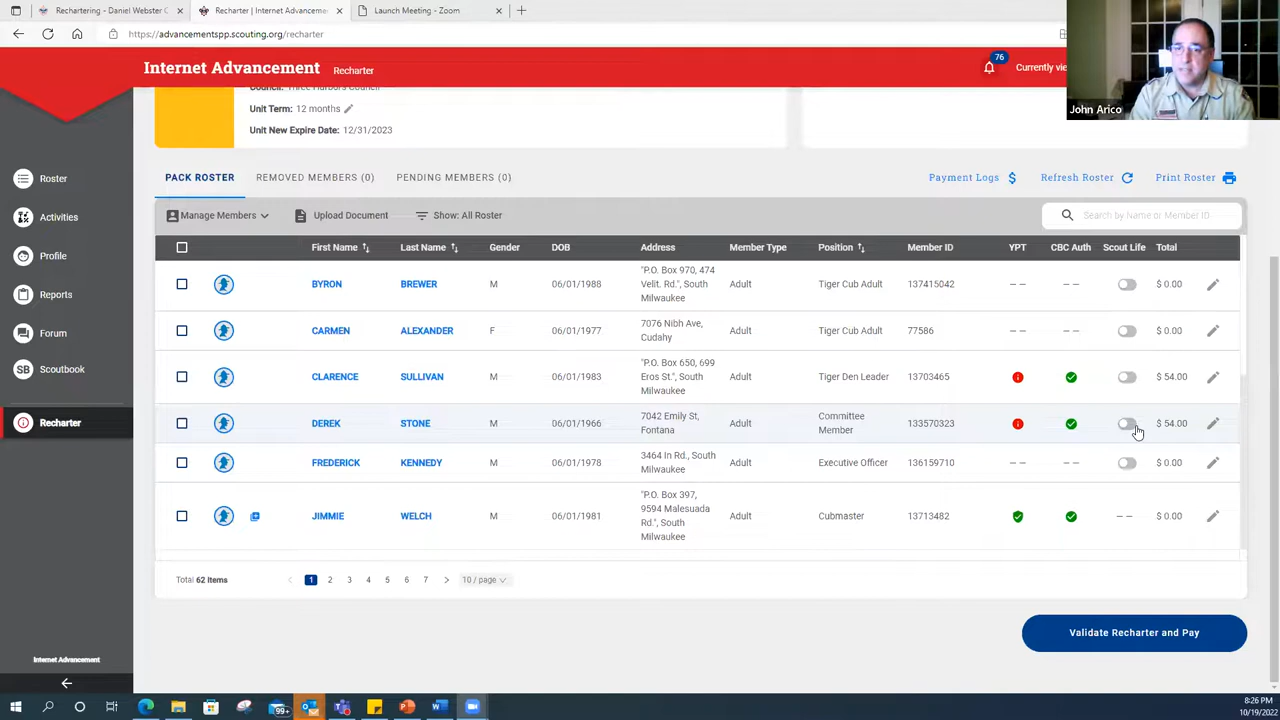 Rechartering - Daniel Webster C
Recharter | Internet Advanceme
Launch Meeting - Zoom
https://advancementspp.scouting.org/recharter
Internet Advancement
Recharter
76
Currently vie
John Arico
Council: Three Harbors Council
Unit Term: 12 months
Unit New Expire Date: 12/31/2023
Roster
Activities
Profile
Reports
Forum
SB Scoutbook
Recharter
Internet Advancement
PACK ROSTER REMOVED MEMBERS (0) PENDING MEMBERS (0) Payment Logs $ Refresh Roster Print Roster
Manage Members Upload Document Show: All Roster Search by Name or Member ID
First Name Last Name Gender DOB Address Member Type Position Member ID YPT CBC Auth Scout Life Total
BYRON BREWER M 06/01/1988 "P.O. Box 970, 474 Velit. Rd.", South Milwaukee Adult Tiger Cub Adult 137415042 – – – – $ 0.00
CARMEN ALEXANDER F 06/01/1977 7076 Nibh Ave, Cudahy Adult Tiger Cub Adult 77586 – – – – $ 0.00
CLARENCE SULLIVAN M 06/01/1983 "P.O. Box 650, 699 Eros St.", South Milwaukee Adult Tiger Den Leader 13703465 $ 54.00
DEREK STONE M 06/01/1966 7042 Emily St, Fontana Adult Committee Member 133570323 $ 54.00
FREDERICK KENNEDY M 06/01/1978 3464 In Rd., South Milwaukee Adult Executive Officer 136159710 – – – – $ 0.00
JIMMIE WELCH M 06/01/1981 "P.O. Box 397, 9594 Malesuada Rd.", South Milwaukee Adult Cubmaster 13713482 – – $ 0.00
Total 62 items
1 2 3 4 5 6 7 10 / page
Validate Recharter and Pay
99+
8:26 PM
10/19/2022